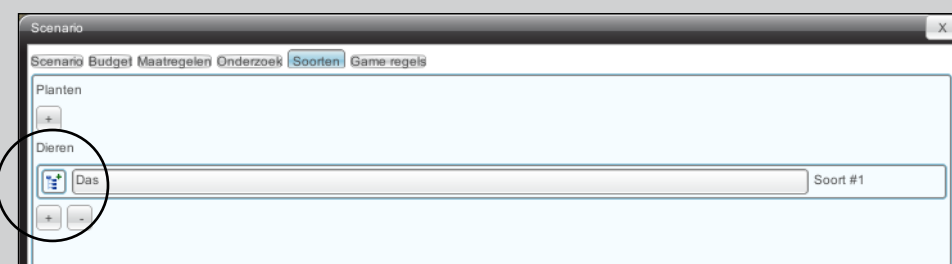 Scenario X
Scenario Budget Maatregelen Onderzoek Soorten Game regels
Planten
+
Dieren
Das Soort #1
+ -